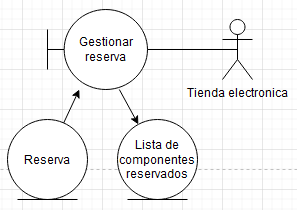 Gestionar
reserva
Tienda electronica
Reserva
Lista de
componentes
reservados